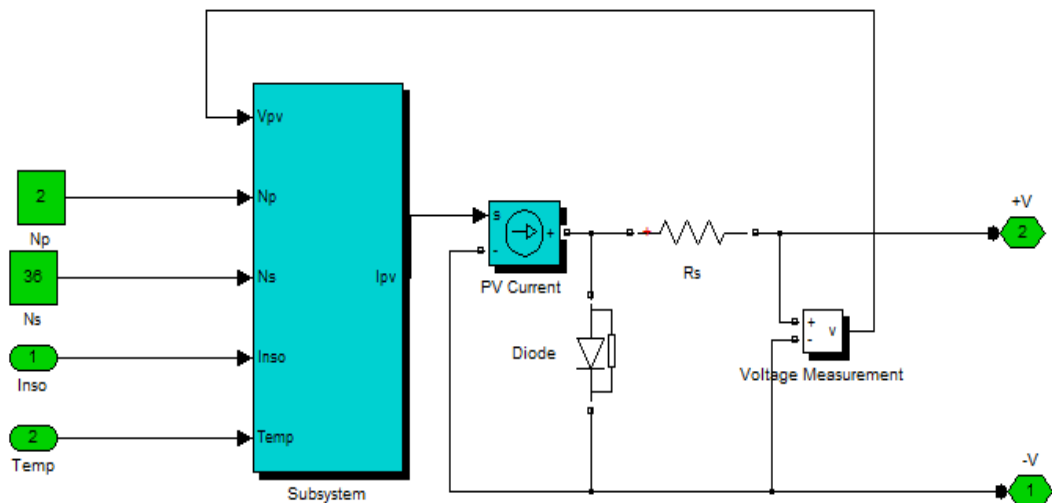 Vpv
2
Np
Np
36
Ns
Ns
Ipv
1
Inso
Inso
2
Temp
Temp
Subsystem
s
-
+
PV Current
Rs
Diode
+
-
v
Voltage Measurement
+V
2
-V
1